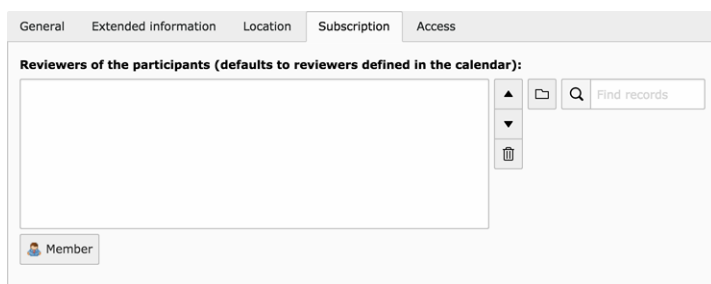 General Extended information Location Subscription Access
Reviewers of the participants (defaults to reviewers defined in the calendar):
Find records
Member